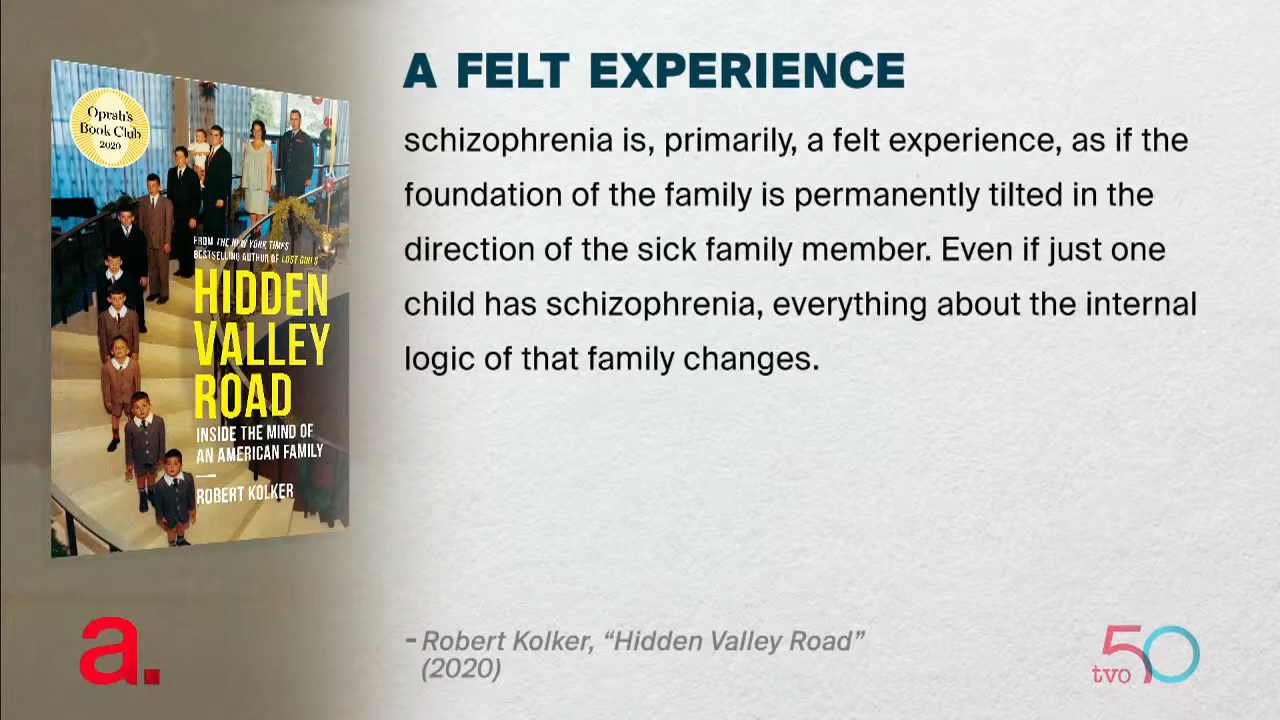 Oprah's
Book Club
2020
FROM THE NEW YORK TIMES
BESTSELLING AUTHOR OF LOST GIRLS
HIDDEN
VALLEY
ROAD
INSIDE THE MIND OF
AN AMERICAN FAMILY
ROBERT KOLKER
A FELT EXPERIENCE
schizophrenia is, primarily, a felt experience, as if the
foundation of the family is permanently tilted in the
direction of the sick family member. Even if just one
child has schizophrenia, everything about the internal
logic of that family changes.
- Robert Kolker, “Hidden Valley Road”
(2020)
a.
tvo 50